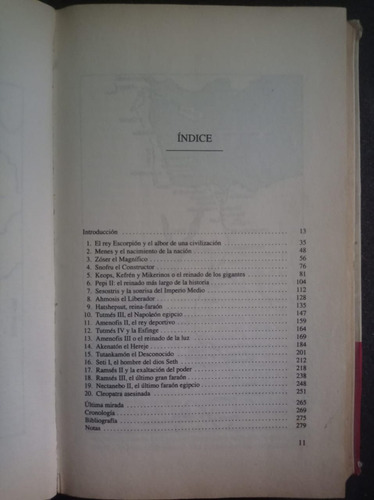 ÍNDICE
Introducción 13
1. El rey Escorpión y el albor de una civilización 35
2. Menes y el nacimiento de la nación 48
3. Zóser el Magnífico 56
4. Snofru el Constructor 76
5. Keops, Kefrén y Mikerinos o el reinado de los gigantes 81
6. Pepi II: el reinado más largo de la historia 104
7. Sesostris y la sonrisa del Imperio Medio 112
8. Ahmosis el Liberador 128
9. Hatshepsut, reina-faraón 135
10. Tutmés III, el Napoleón egipcio 147
11. Amenofis II, el rey deportivo 159
12. Tutmés IV y la Esfinge 164
13. Amenofis III o el reinado de la luz 169
14. Akenatón el Hereje 184
15. Tutankamón el Desconocido 201
16. Seti I, el hombre del dios Seth 212
17. Ramsés II y la exaltación del poder 218
18. Ramsés III, el último gran faraón 238
19. Nectanebo II, el último faraón egipcio 248
20. Cleopatra asesinada 251
Última mirada 265
Cronología 269
Bibliografía 275
Notas 279
11